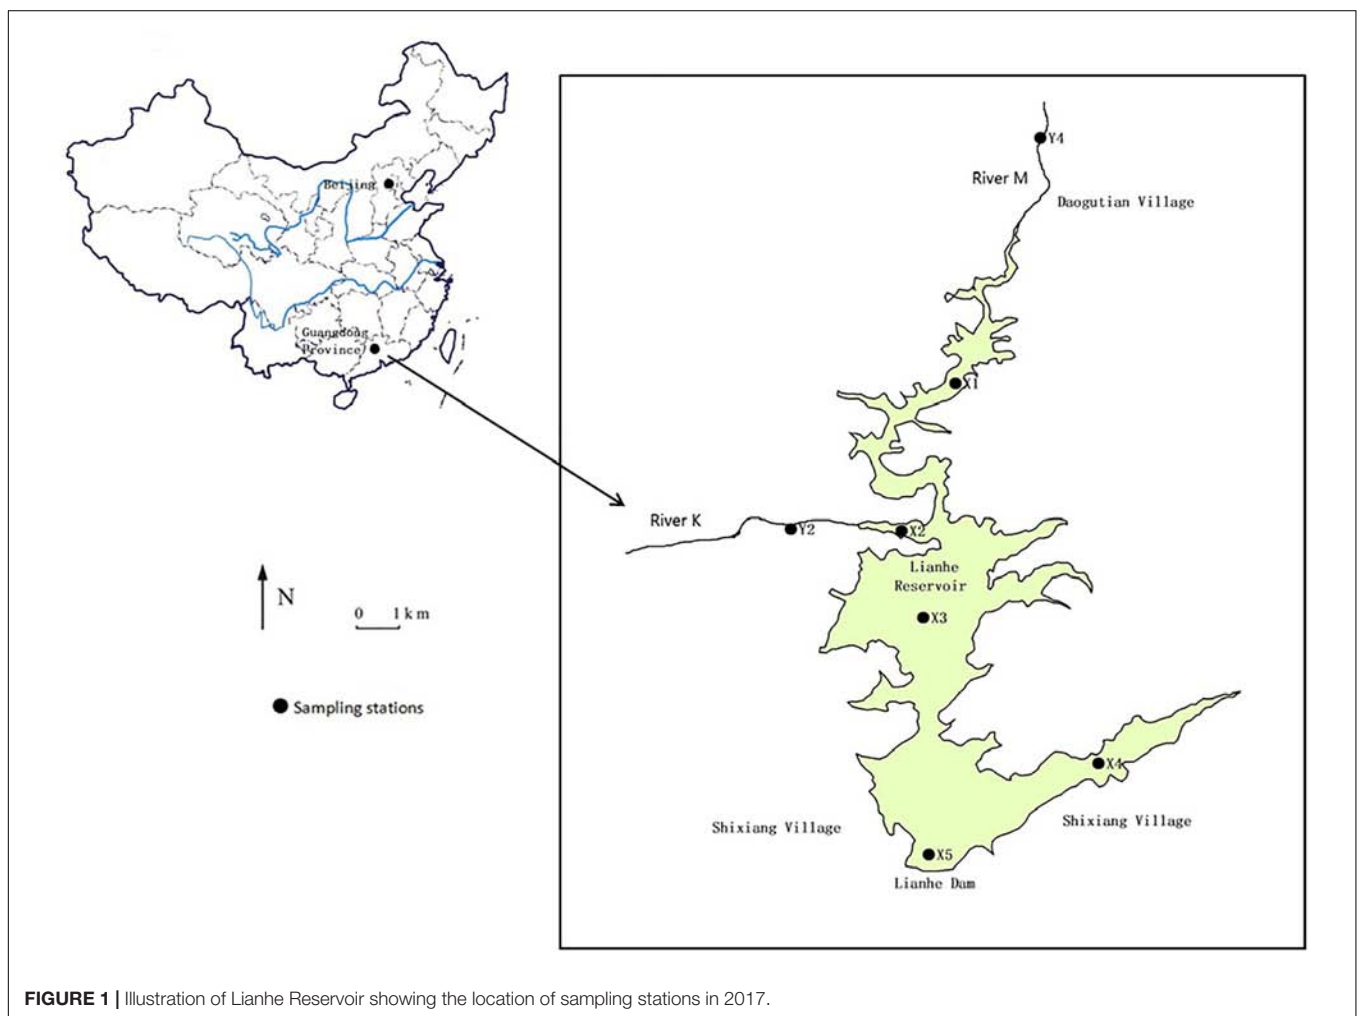 Beijing
Guangdong
Province
N
0 1km
Sampling stations
Y4
River M
Daogutian Village
X1
River K
Y2
X2
Lianhe
Reservoir
X3
X4
Shixiang Village
Shixiang Village
X5
Lianhe Dam
FIGURE 1 | Illustration of Lianhe Reservoir showing the location of sampling stations in 2017.